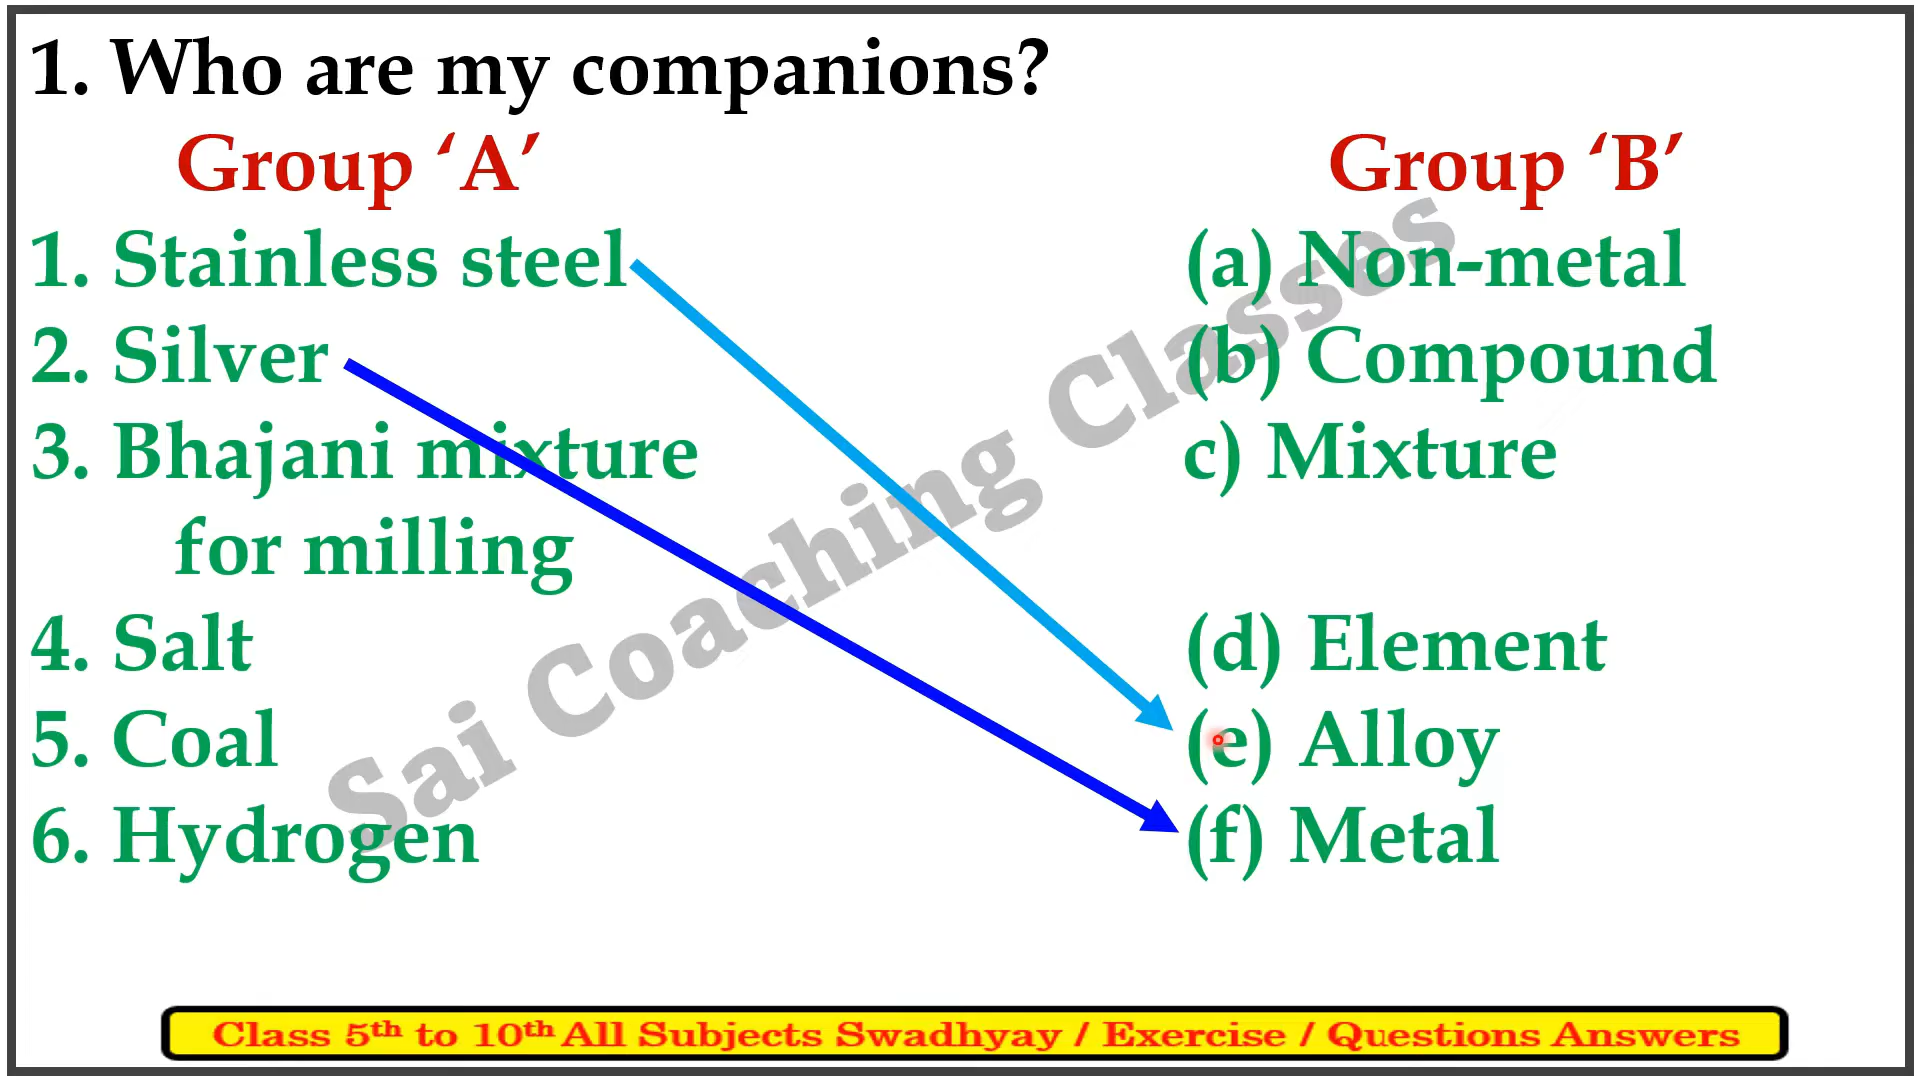 1. Who are my companions?
Group ‘A’ Group ‘B’
1. Stainless steel (a) Non-metal
2. Silver (b) Compound
3. Bhajani mixture c) Mixture
for milling
4. Salt (d) Element
5. Coal (e) Alloy
6. Hydrogen (f) Metal
Sai Coaching Classes
Class 5th to 10th All Subjects Swadhyay / Exercise / Questions Answers